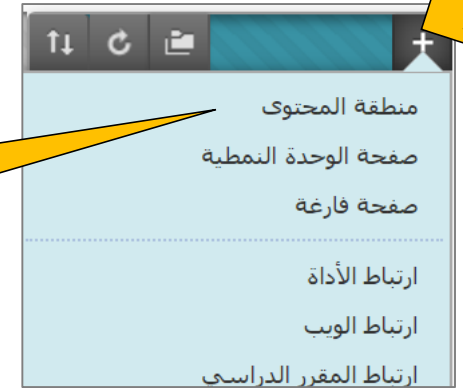 منطقة المحتوى
صفحة الوحدة النمطية
صفحة فارغة
ارتباط الأداة
ارتباط الويب
ارتباط المقرر الدراسي